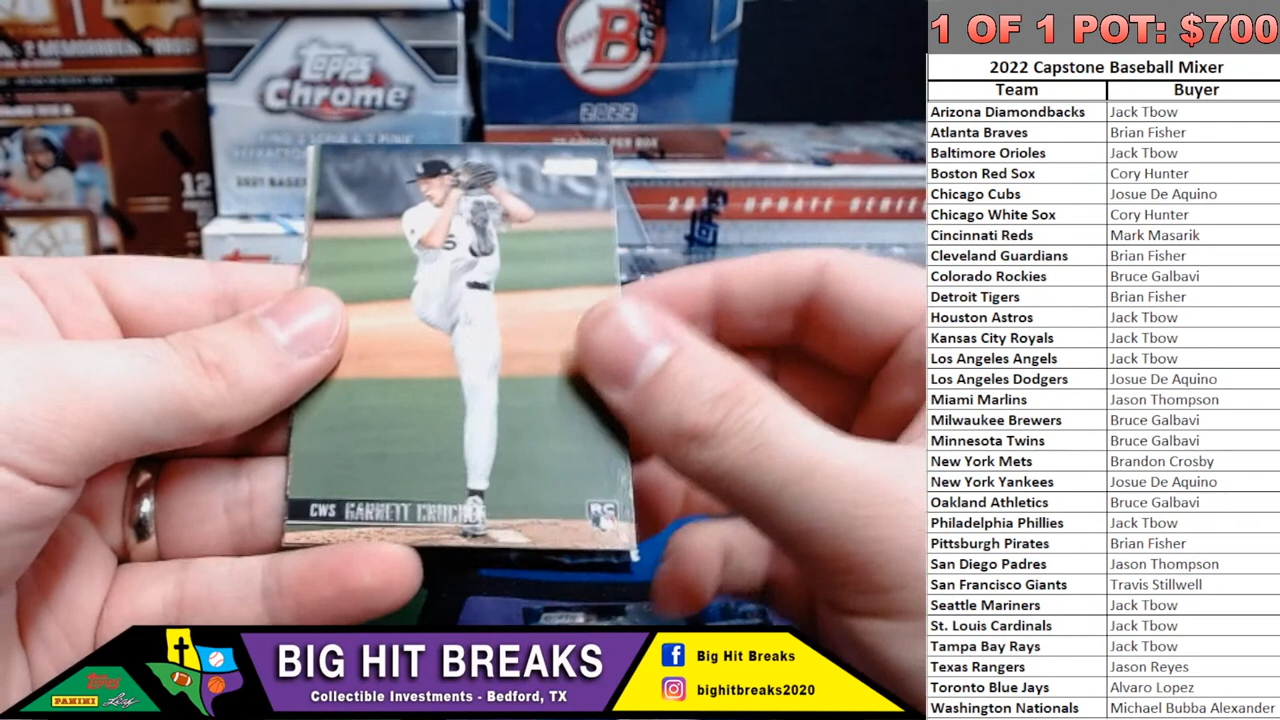 1 OF 1 POT: $700
2022 Capstone Baseball Mixer
Team Buyer
Arizona Diamondbacks Jack Tbow
Atlanta Braves Brian Fisher
Baltimore Orioles Jack Tbow
Boston Red Sox Cory Hunter
Chicago Cubs Josue De Aquino
Chicago White Sox Cory Hunter
Cincinnati Reds Mark Masarik
Cleveland Guardians Brian Fisher
Colorado Rockies Bruce Galbavi
Detroit Tigers Brian Fisher
Houston Astros Jack Tbow
Kansas City Royals Jack Tbow
Los Angeles Angels Jack Tbow
Los Angeles Dodgers Josue De Aquino
Miami Marlins Jason Thompson
Milwaukee Brewers Bruce Galbavi
Minnesota Twins Bruce Galbavi
New York Mets Brandon Crosby
New York Yankees Josue De Aquino
Oakland Athletics Bruce Galbavi
Philadelphia Phillies Jack Tbow
Pittsburgh Pirates Brian Fisher
San Diego Padres Jason Thompson
San Francisco Giants Travis Stillwell
Seattle Mariners Jack Tbow
St. Louis Cardinals Jack Tbow
Tampa Bay Rays Jack Tbow
Texas Rangers Jason Reyes
Toronto Blue Jays Alvaro Lopez
Washington Nationals Michael Bubba Alexander
Topps
Chrome
B
2022
12
UPDATE SERIES
Topps
CWS GARRETT CROCHET
RC
Topps
PANINI Leaf
BIG HIT BREAKS
Collectible Investments - Bedford, TX
Big Hit Breaks
bighitbreaks2020